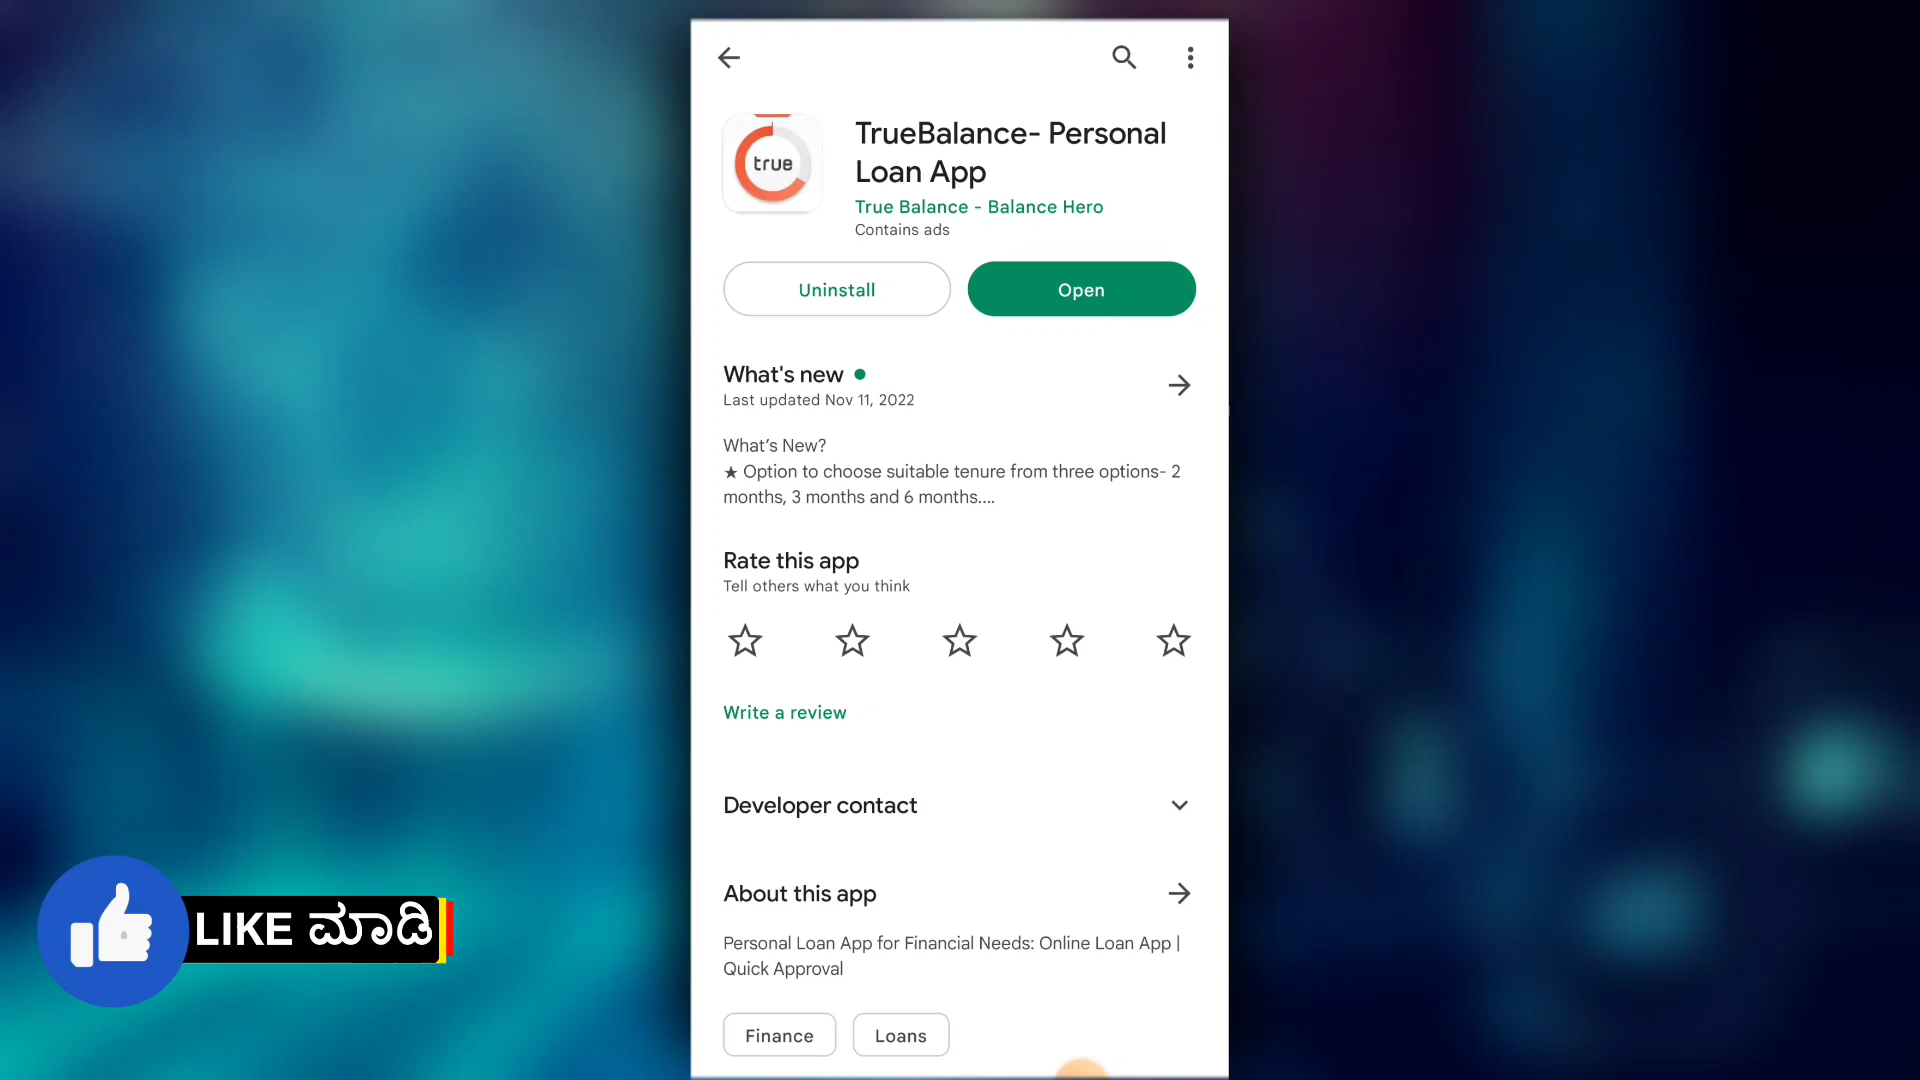 true
TrueBalance- Personal
Loan App
True Balance - Balance Hero
Contains ads
Uninstall
Open
What's new
Last updated Nov 11, 2022
What's New?
★ Option to choose suitable tenure from three options- 2
months, 3 months and 6 months....
Rate this app
Tell others what you think
Write a review
Developer contact
About this app
Personal Loan App for Financial Needs: Online Loan App |
Quick Approval
Finance
Loans
LIKE ಮಾಡಿ